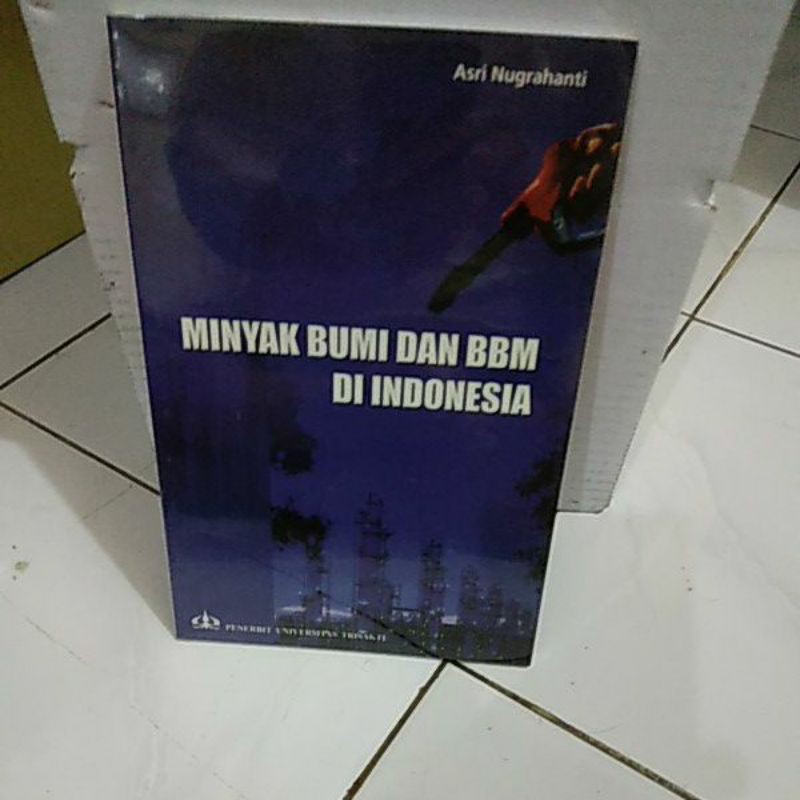 Asri Nugrahanti
MINYAK BUMI DAN BBM
DI INDONESIA
PENERBIT UNIVERSITAS TRISAKTI